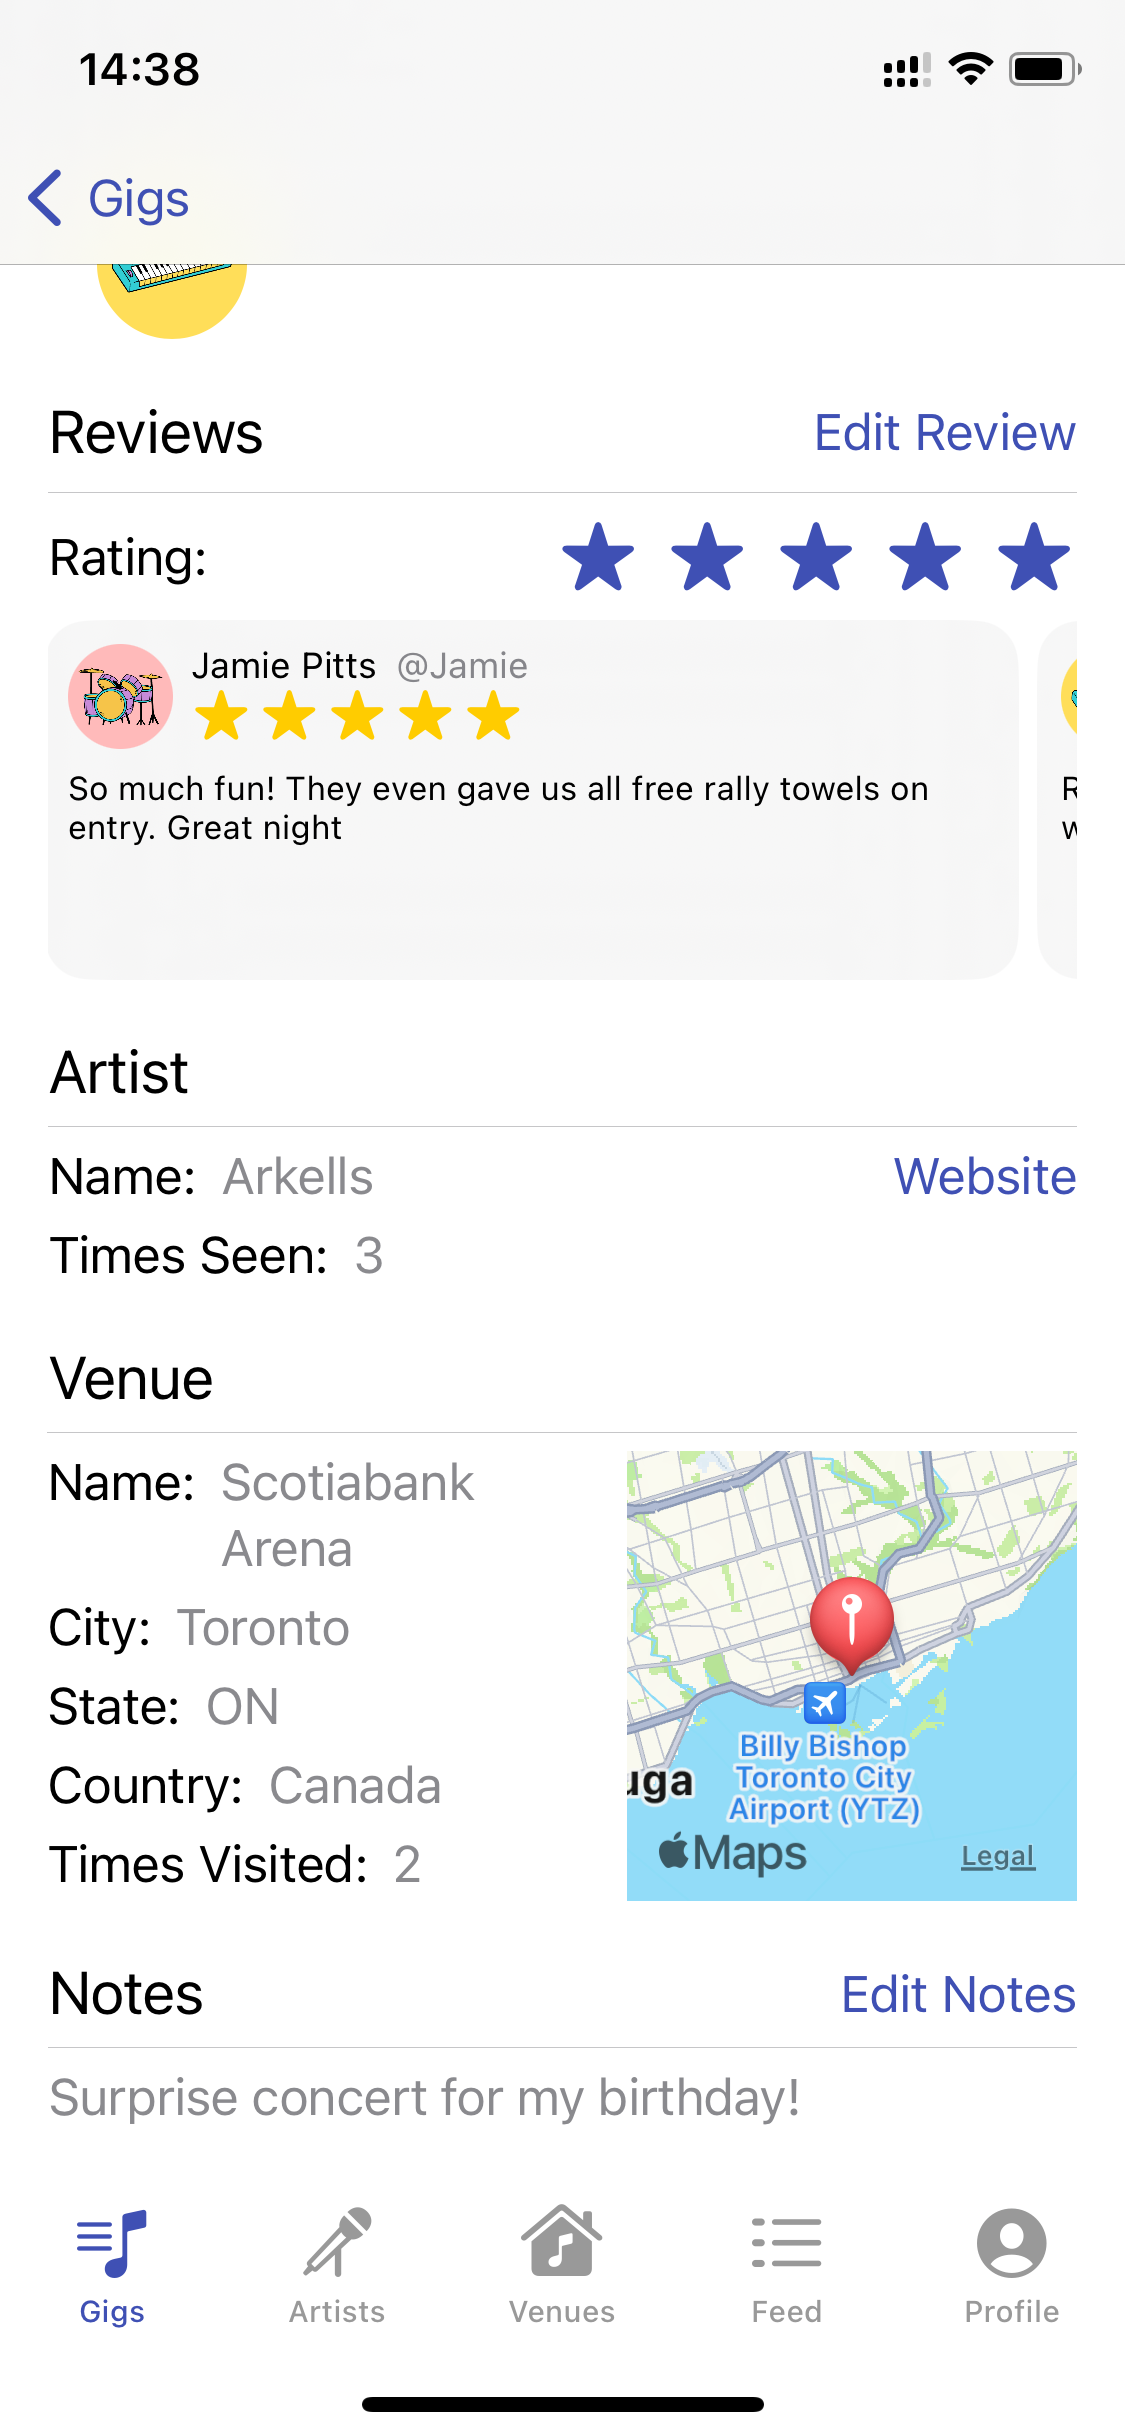 14:38
Gigs
Reviews
Edit Review
Rating:
Jamie Pitts @Jamie
So much fun! They even gave us all free rally towels on
entry. Great night
R
w
Artist
Name: Arkells
Website
Times Seen: 3
Venue
Name: Scotiabank
Arena
City: Toronto
State: ON
Country: Canada
Times Visited: 2
uga
Billy Bishop
Toronto City
Airport (YTZ)
Maps
Legal
Notes
Edit Notes
Surprise concert for my birthday!
Gigs
Artists
Venues
Feed
Profile